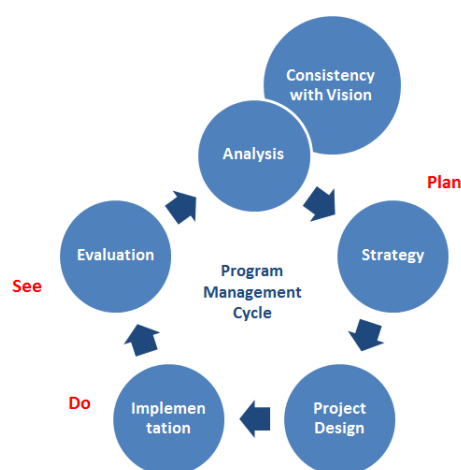 Consistency
with Vision
Analysis
Plan
Strategy
Evaluation
Program
Management
Cycle
See
Do
Implemen
tation
Project
Design